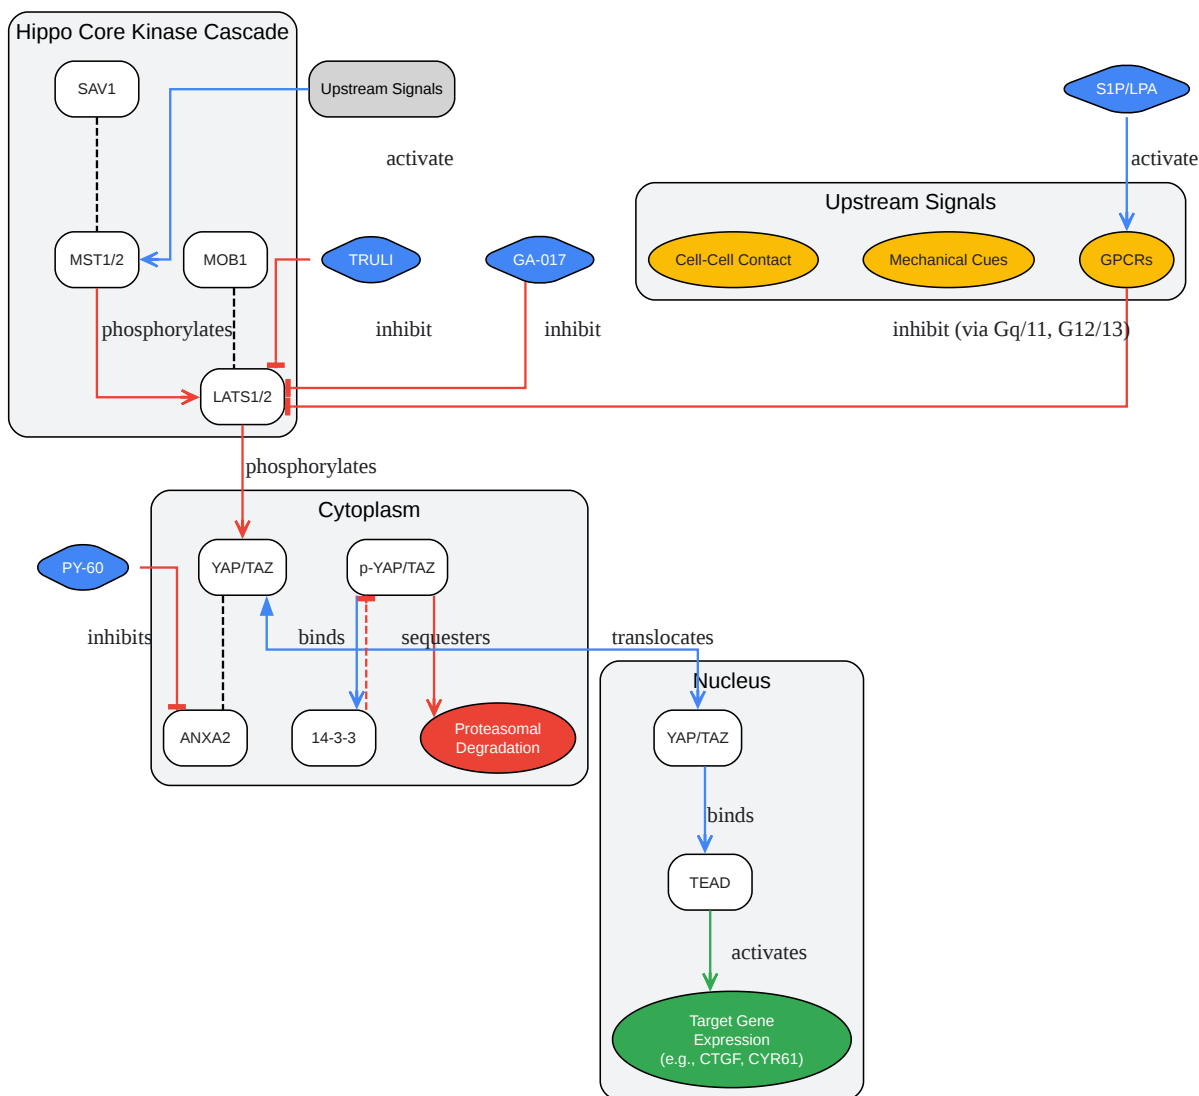 Hippo Core Kinase Cascade
SAV1
Upstream Signals
S1P/LPA
activate
activate
Upstream Signals
MST1/2
MOB1
TRULI
GA-017
Cell-Cell Contact
Mechanical Cues
GPCRs
phosphorylates
inhibit
inhibit
inhibit (via Gq/11, G12/13)
LATS1/2
phosphorylates
Cytoplasm
PY-60
YAP/TAZ
p-YAP/TAZ
inhibits
binds
sequesters
translocates
Nucleus
ANXA2
14-3-3
Proteasomal
Degradation
YAP/TAZ
binds
TEAD
activates
Target Gene
Expression
(e.g., CTGF, CYR61)